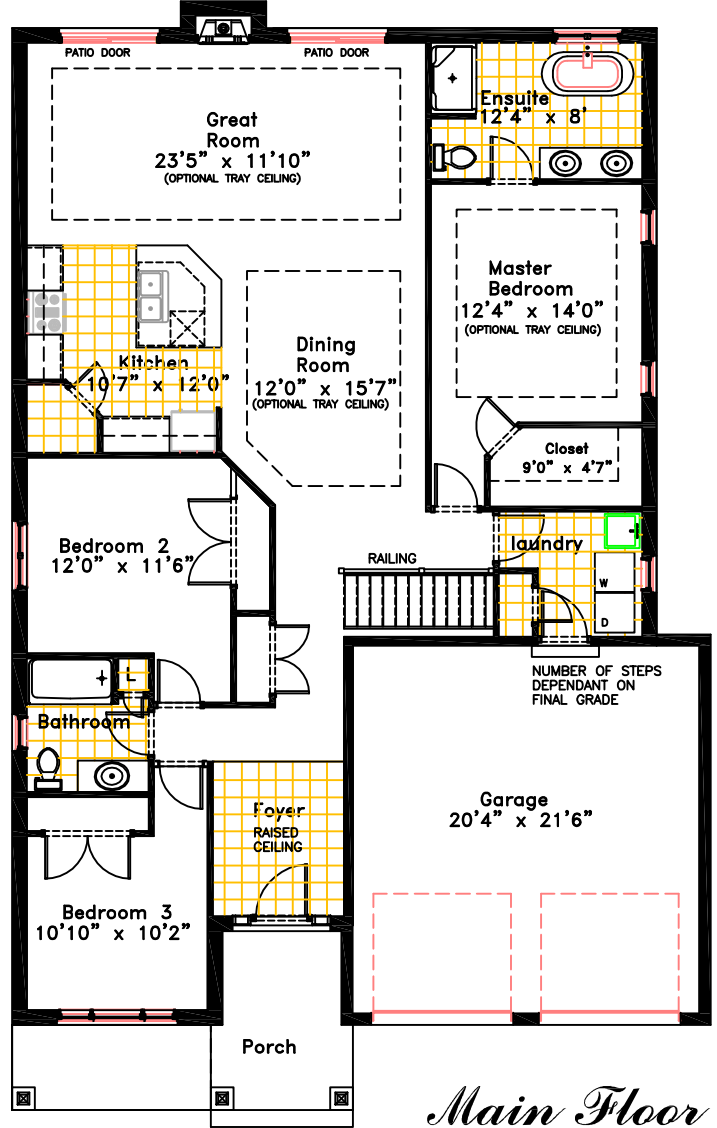 PATIO DOOR
PATIO DOOR
Great
Room
23'5" x 11'10"
(OPTIONAL TRAY CEILING)
Ensuite
12'4" x 8'
Master
Bedroom
12'4" x 14'0"
(OPTIONAL TRAY CEILING)
Kitchen
10'7" x 12'0"
Dining
Room
12'0" x 15'7"
(OPTIONAL TRAY CEILING)
Closet
9'0" x 4'7"
Bedroom 2
12'0" x 11'6"
RAILING
laundry
W
D
L
NUMBER OF STEPS
DEPENDANT ON
FINAL GRADE
Bathroom
Foyer
RAISED
CEILING
Garage
20'4" x 21'6"
Bedroom 3
10'10" x 10'2"
Porch
Main Floor